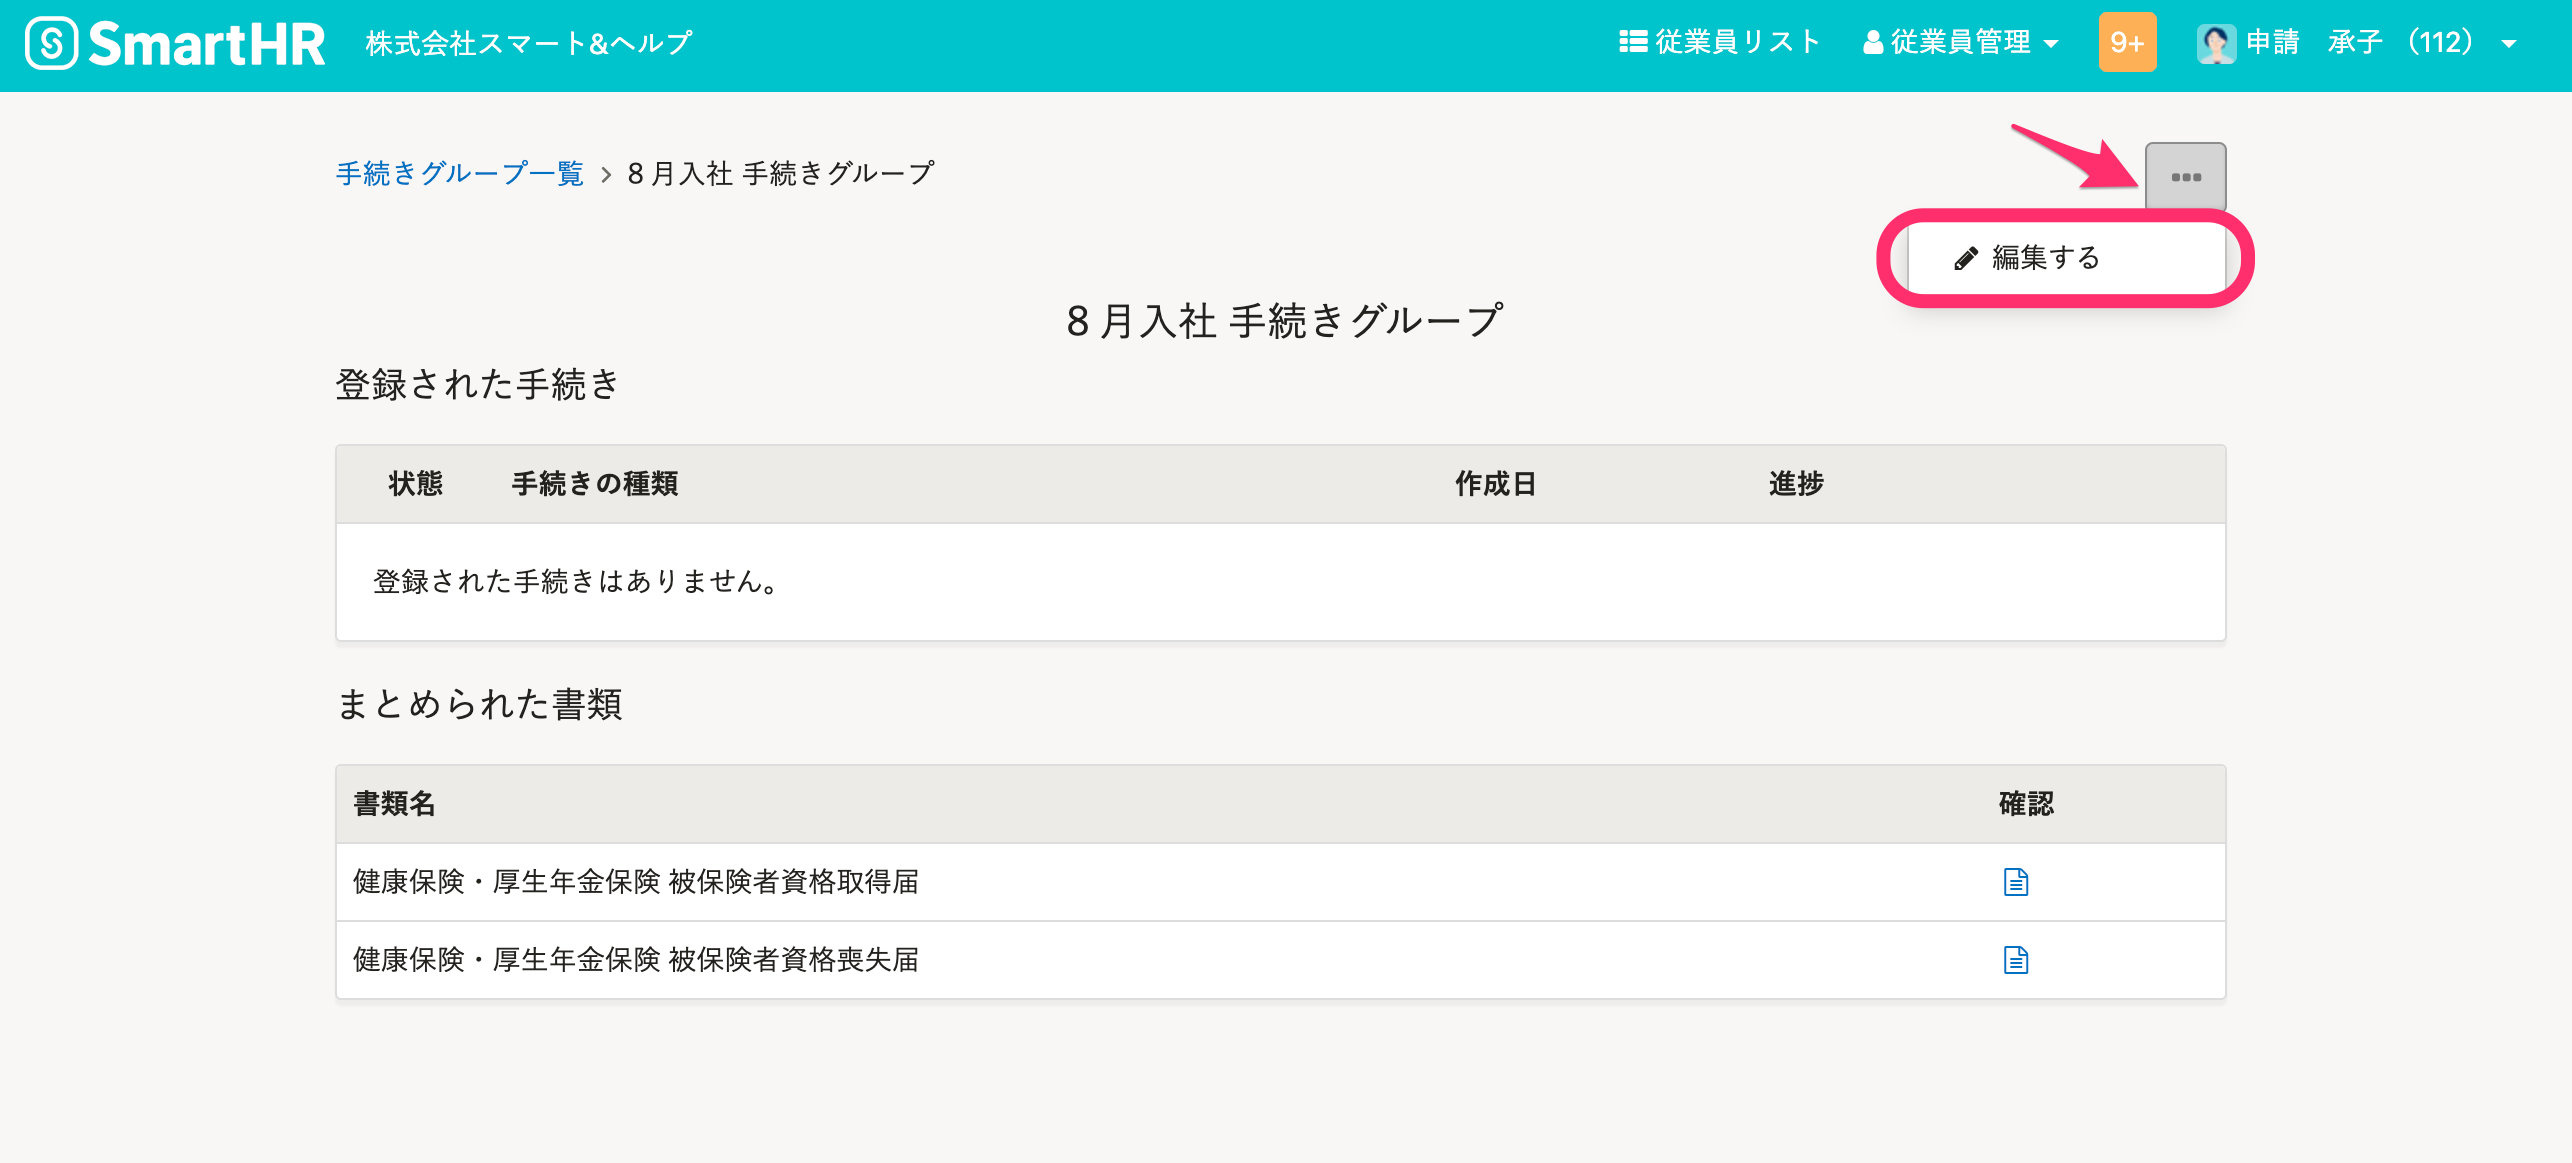 SmartHR 株式会社スマート&ヘルプ 従業員リスト 従業員管理 9+ 申請 承子 (112)
手続きグループ一覧 > 8月入社 手続きグループ
編集する
8月入社 手続きグループ
登録された手続き
状態 手続きの種類 作成日 進捗
登録された手続きはありません。
まとめられた書類
書類名 確認
健康保険・厚生年金保険 被保険者資格取得届
健康保険・厚生年金保険 被保険者資格喪失届